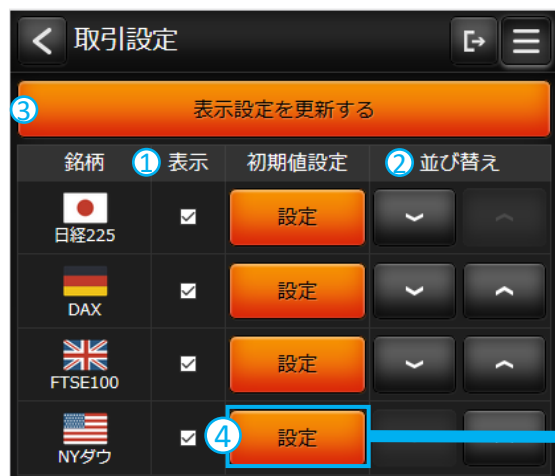 取引設定
③ 表示設定を更新する
銘柄 ① 表示 初期値設定 ② 並び替え
日経225 設定
DAX 設定
FTSE100 設定
NYダウ ④ 設定